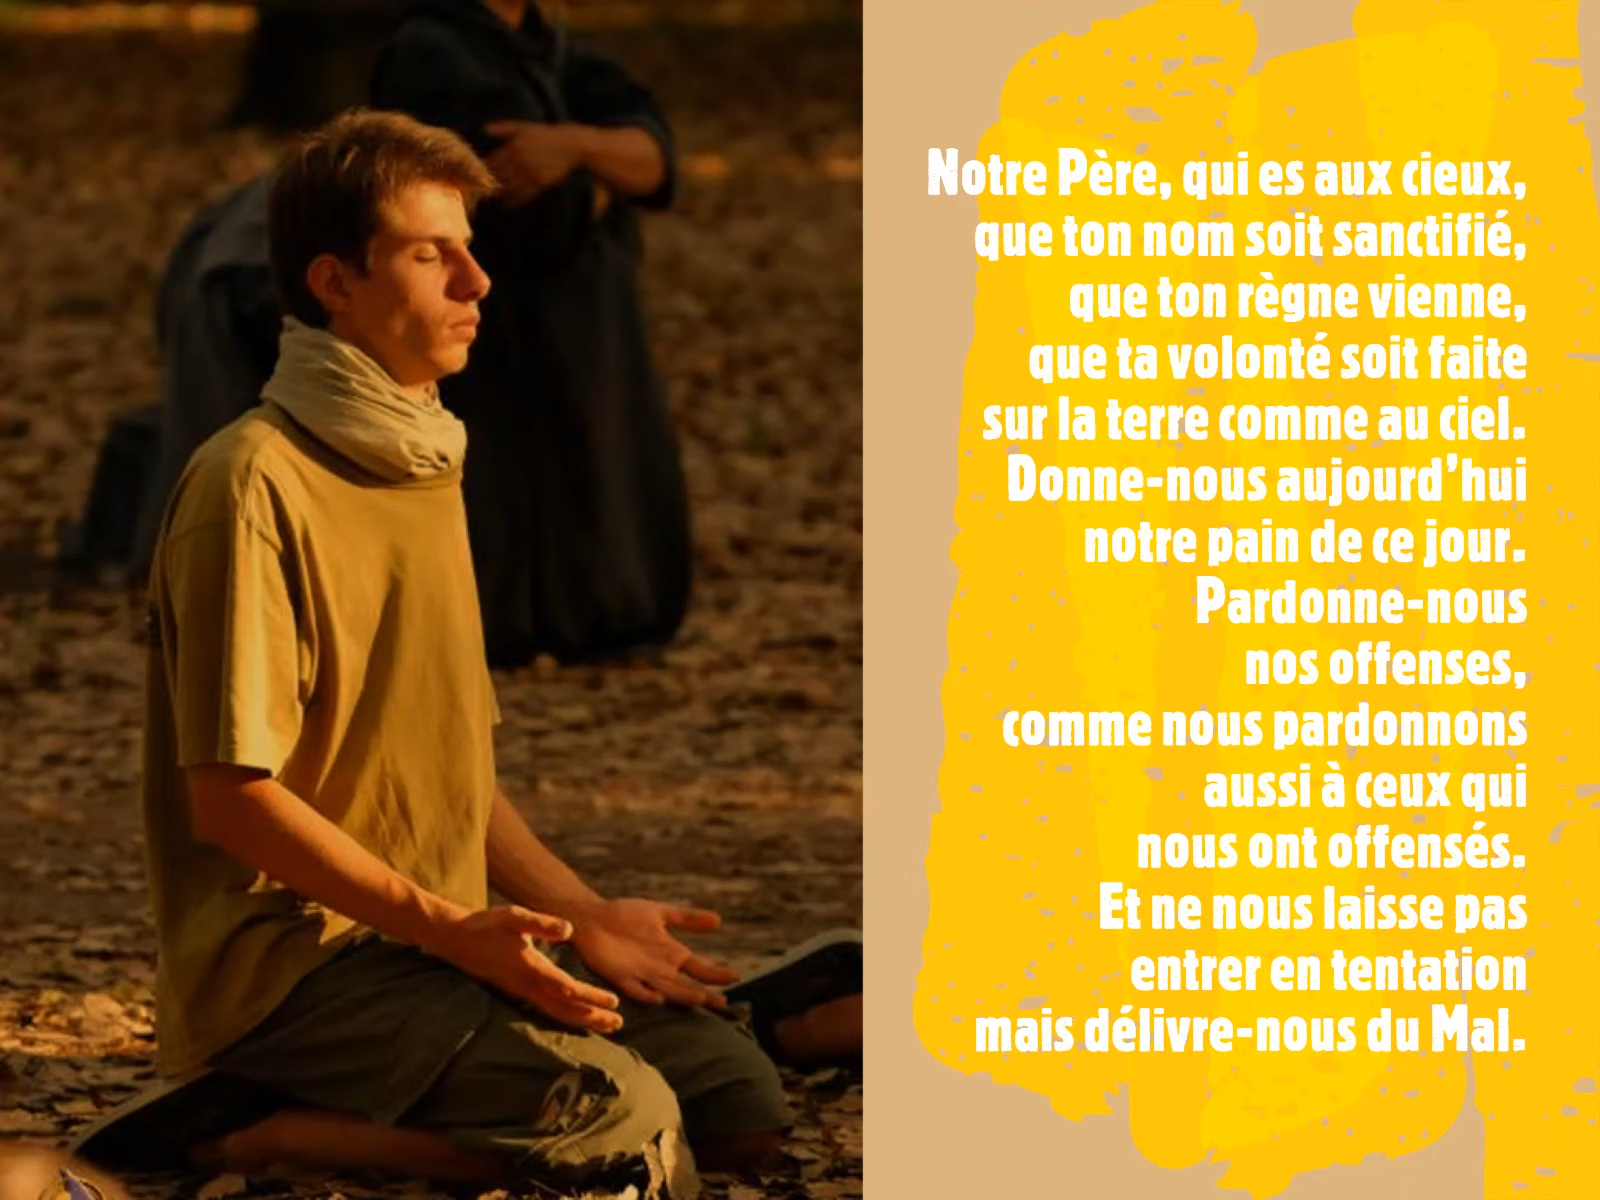 Notre Père, qui es aux cieux,
que ton nom soit sanctifié,
que ton règne vienne,
que ta volonté soit faite
sur la terre comme au ciel.
Donne-nous aujourd’hui
notre pain de ce jour.
Pardonne-nous
nos offenses,
comme nous pardonnons
aussi à ceux qui
nous ont offensés.
Et ne nous laisse pas
entrer en tentation
mais délivre-nous du Mal.